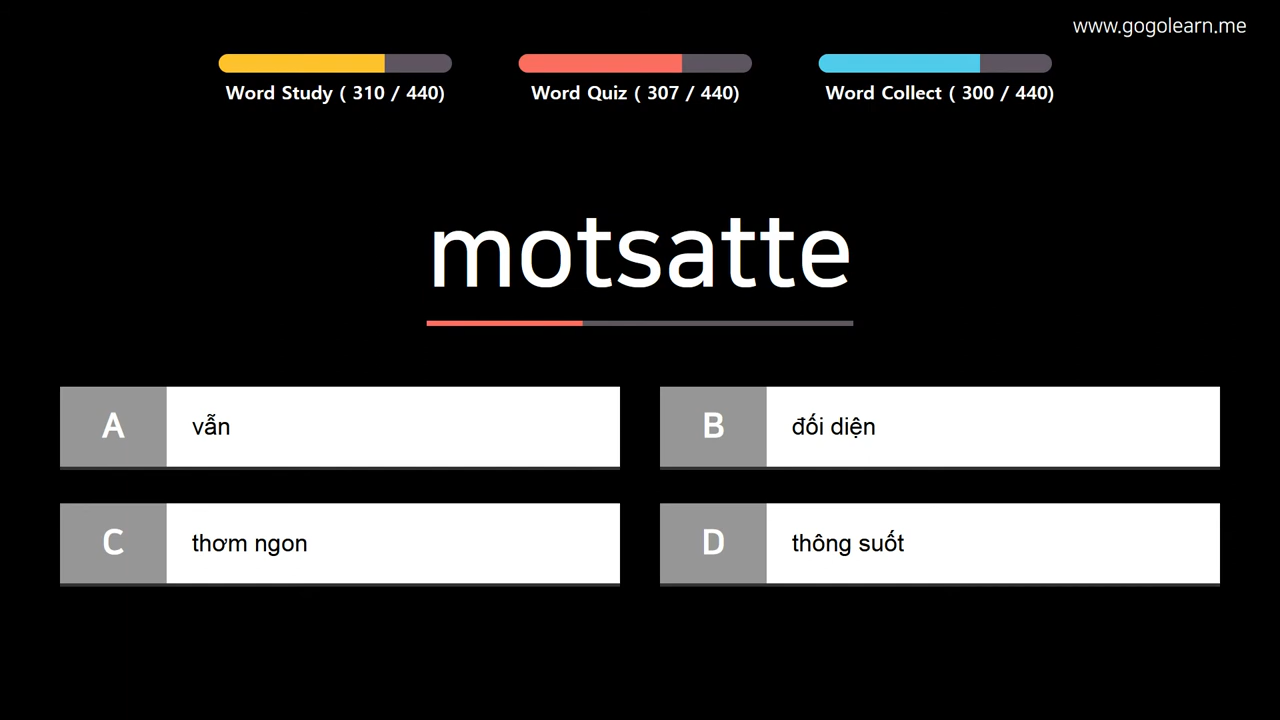 www.gogolearn.me
Word Study ( 310 / 440)
Word Quiz ( 307 / 440)
Word Collect ( 300 / 440)
motsatte
A
vẫn
B
đối diện
C
thơm ngon
D
thông suốt